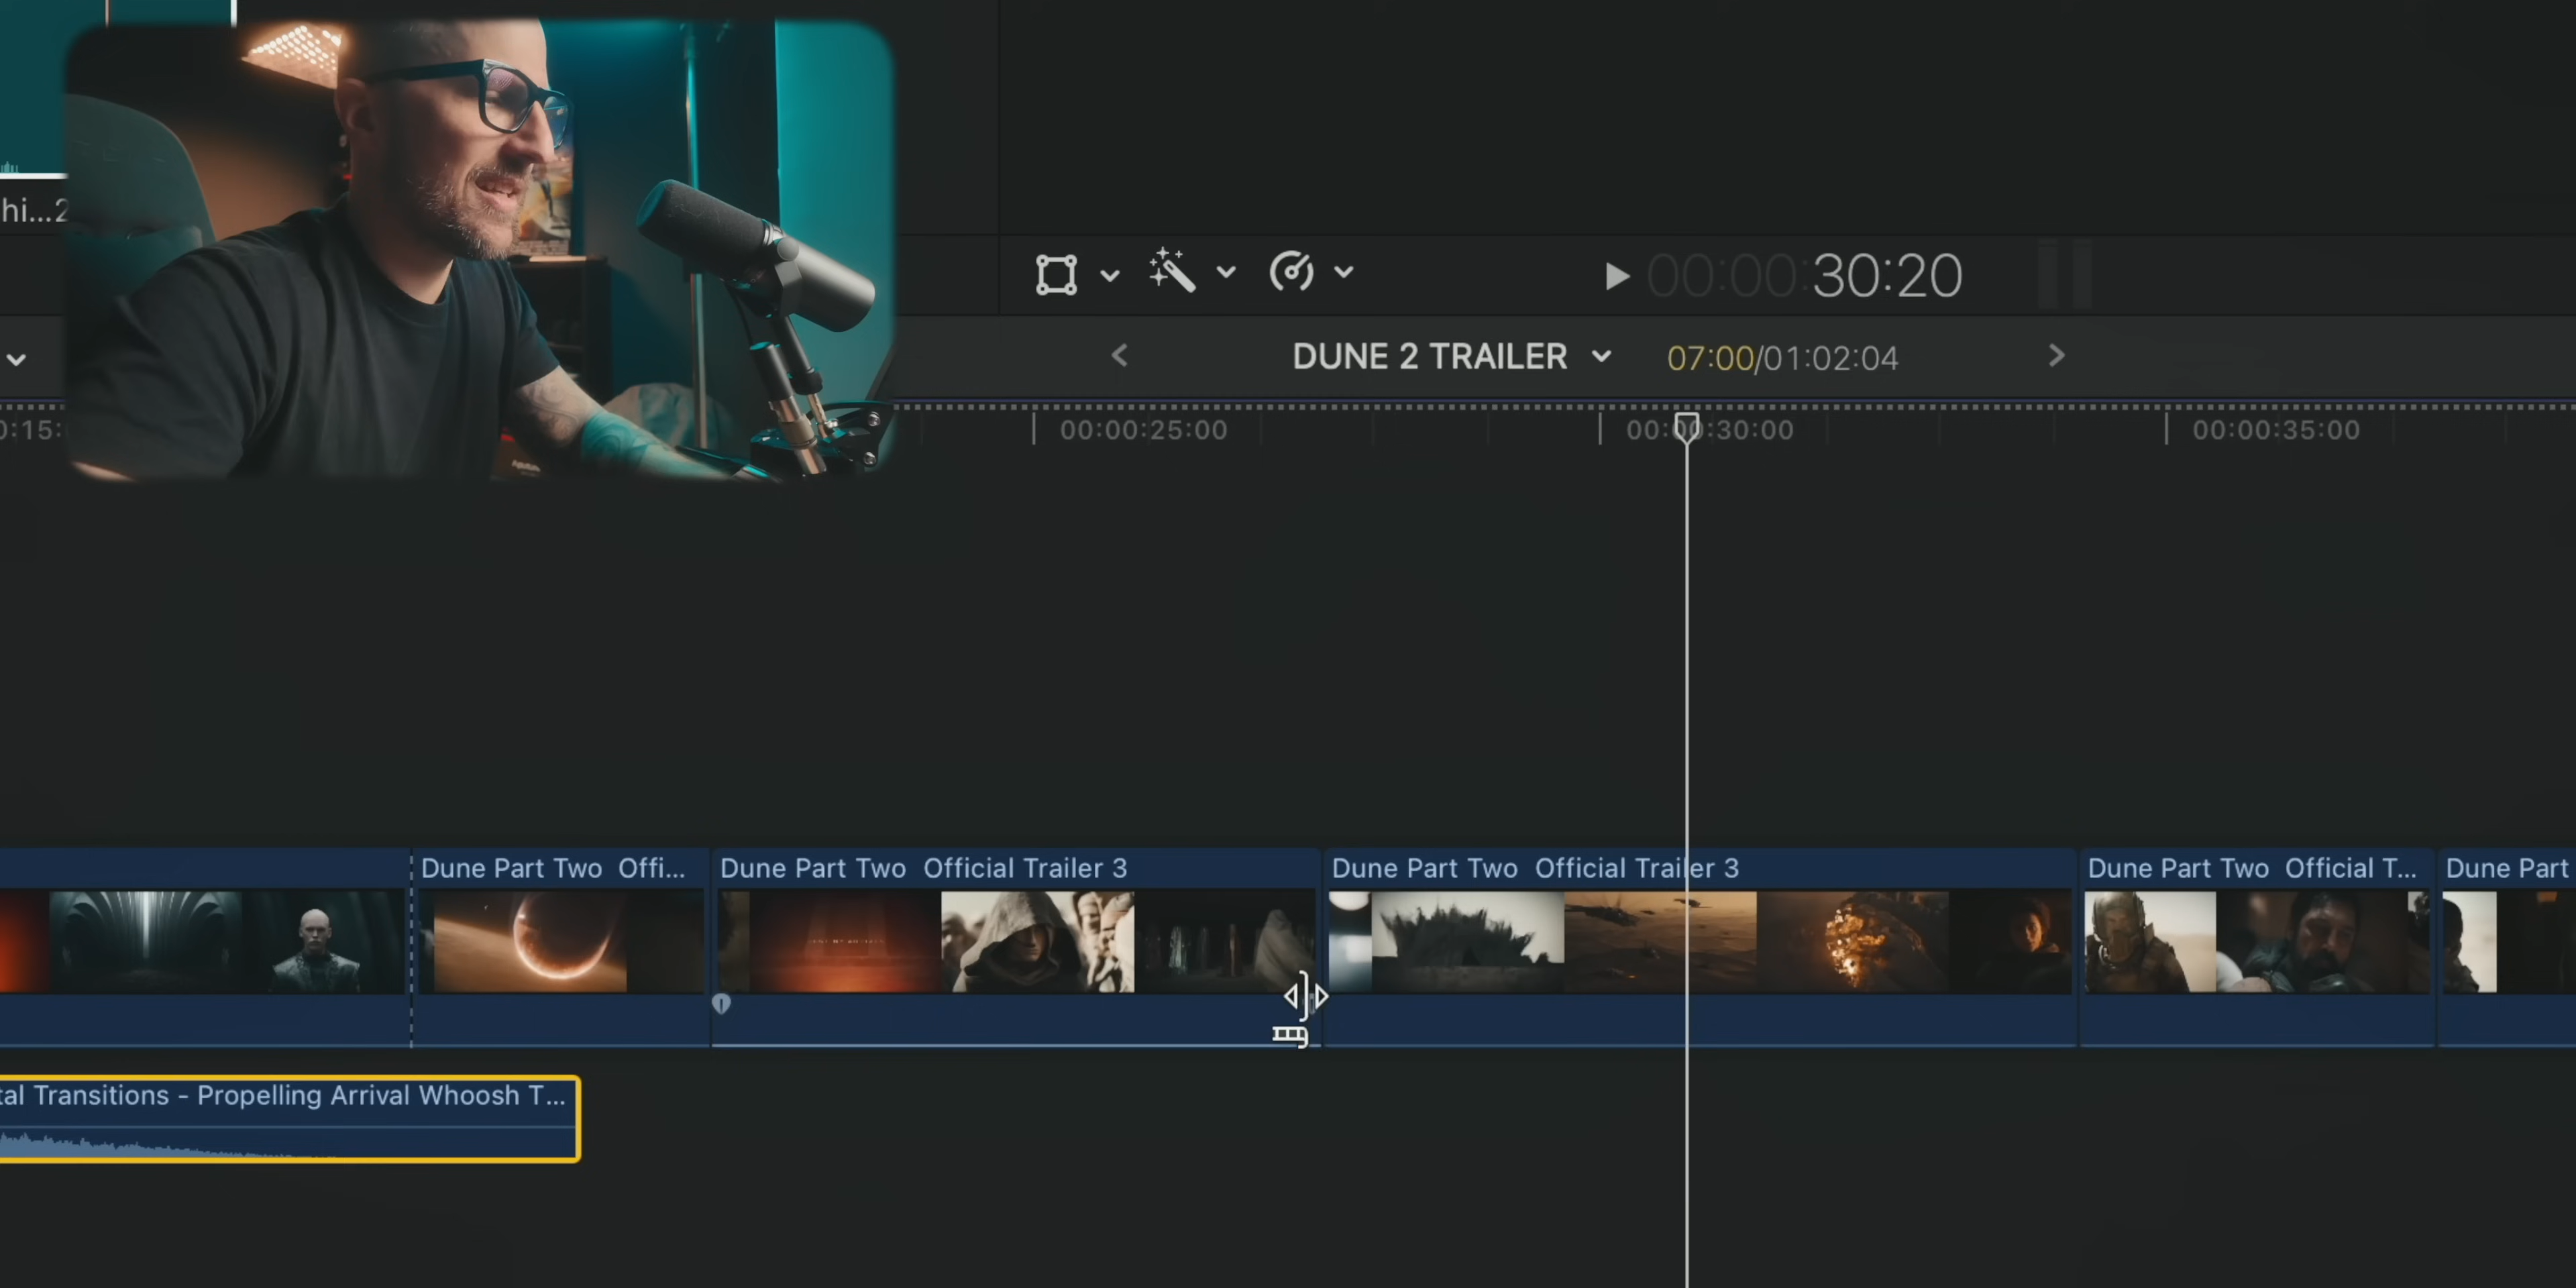 hi...2
00:00:30:20
DUNE 2 TRAILER 07:00/01:02:04
0:15:
00:00:25:00
00:00:30:00
00:00:35:00
Dune Part Two Offi...
Dune Part Two Official Trailer 3
Dune Part Two Official Trailer 3
Dune Part Two Official T...
Dune Part
tal Transitions - Propelling Arrival Whoosh T...